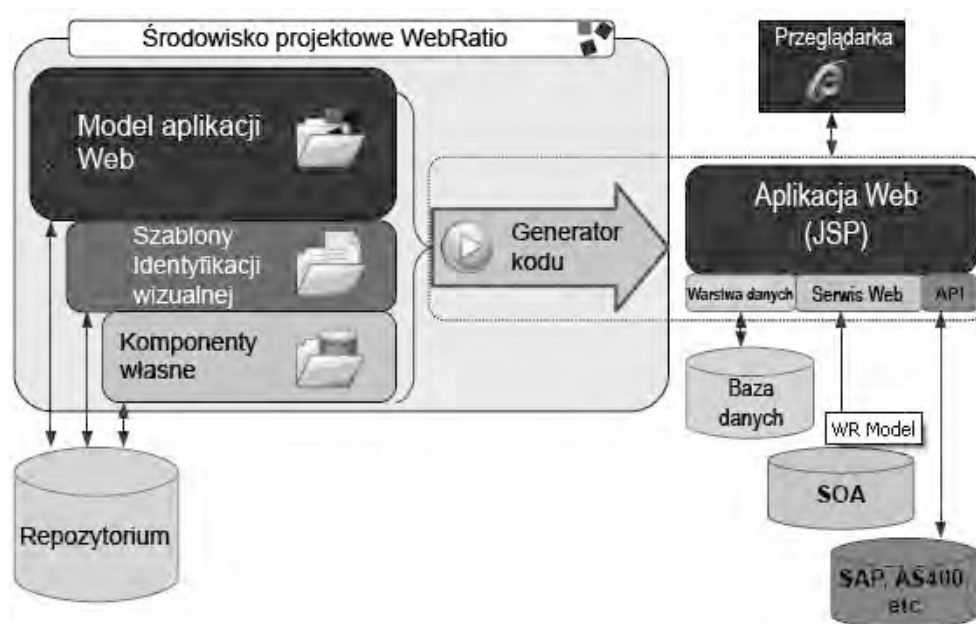 Środowisko projektowe WebRatio
Model aplikacji
Web
Szablony
Identyfikacji
wizualnej
Komponenty
własne
Repozytorium
Generator
kodu
Przeglądarka
Aplikacja Web
(JSP)
Warstwa danych
Serwis Web
API
Baza
danych
WR Model
SOA
SAP, AS400,
etc